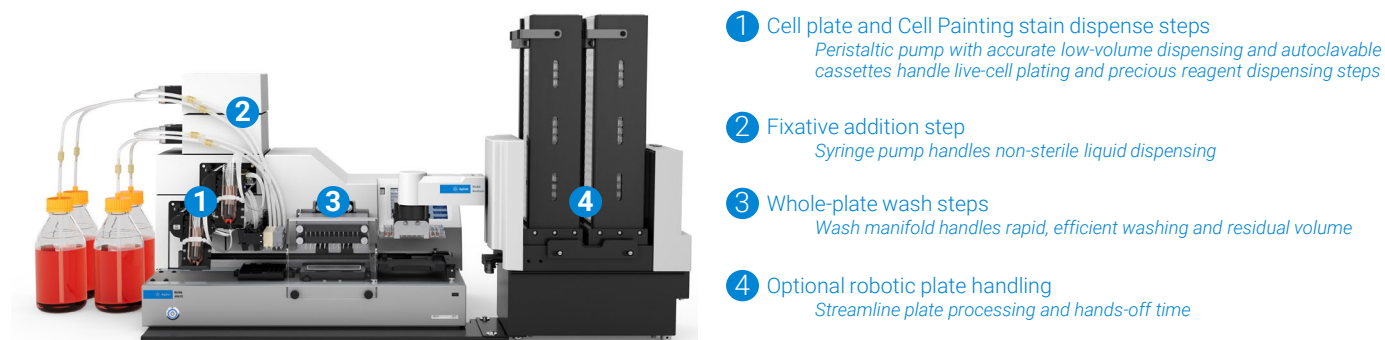 1 Cell plate and Cell Painting stain dispense steps
Peristaltic pump with accurate low-volume dispensing and autoclavable
cassettes handle live-cell plating and precious reagent dispensing steps
2 Fixative addition step
Syringe pump handles non-sterile liquid dispensing
3 Whole-plate wash steps
Wash manifold handles rapid, efficient washing and residual volume
4 Optional robotic plate handling
Streamline plate processing and hands-off time
2
1
3
4